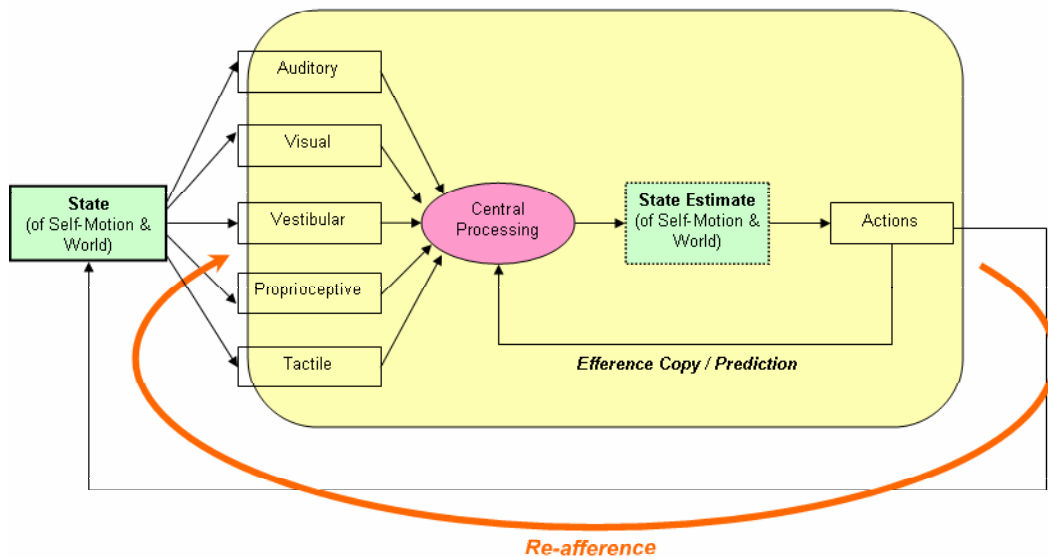 Auditory
Visual
State
(of Self-Motion &
World)
Vestibular
Central
Processing
State Estimate
(of Self-Motion &
World)
Actions
Proprioceptive
Tactile
Efference Copy / Prediction
Re-afference